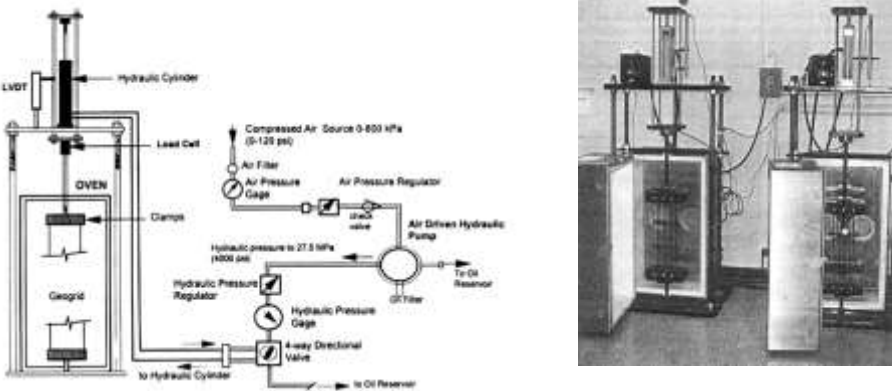 LVDT
Hydraulic Cylinder
Load Cell
OVEN
Clamps
Geogrid
Compressed Air Source 0-800 kPa
(0-120 psi)
Air Filter
Air Pressure
Gage
Air Pressure Regulator
check
valve
Air Driven Hydraulic
Pump
Hydraulic pressure to 27.5 MPa
(4000 psi)
To Oil
Reservoir
Oil Filter
Hydraulic Pressure
Regulator
Hydraulic Pressure
Gage
4-way Directional
Valve
to Hydraulic Cylinder
to Oil Reservoir